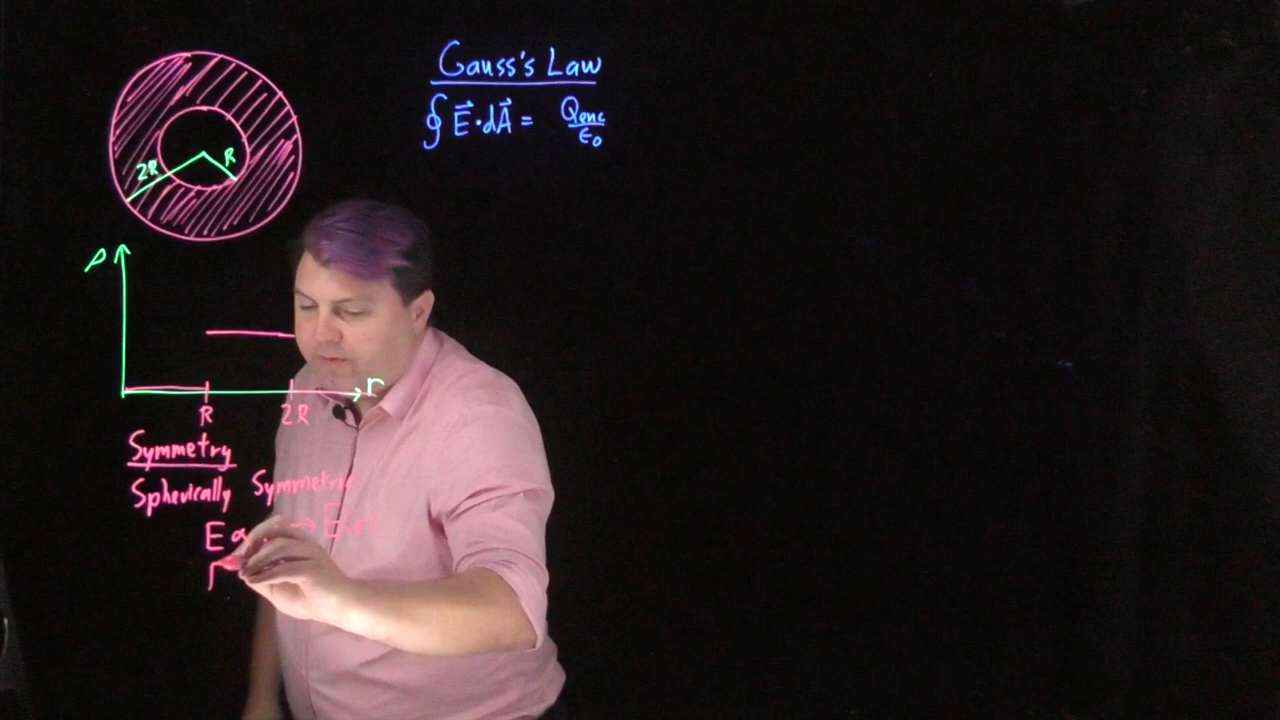 Gauss's Law
∮ E⃗·dA⃗ = Qenc/ε₀
2R R
ρ
r
R 2R
Symmetry
Spherically Symmetric
E